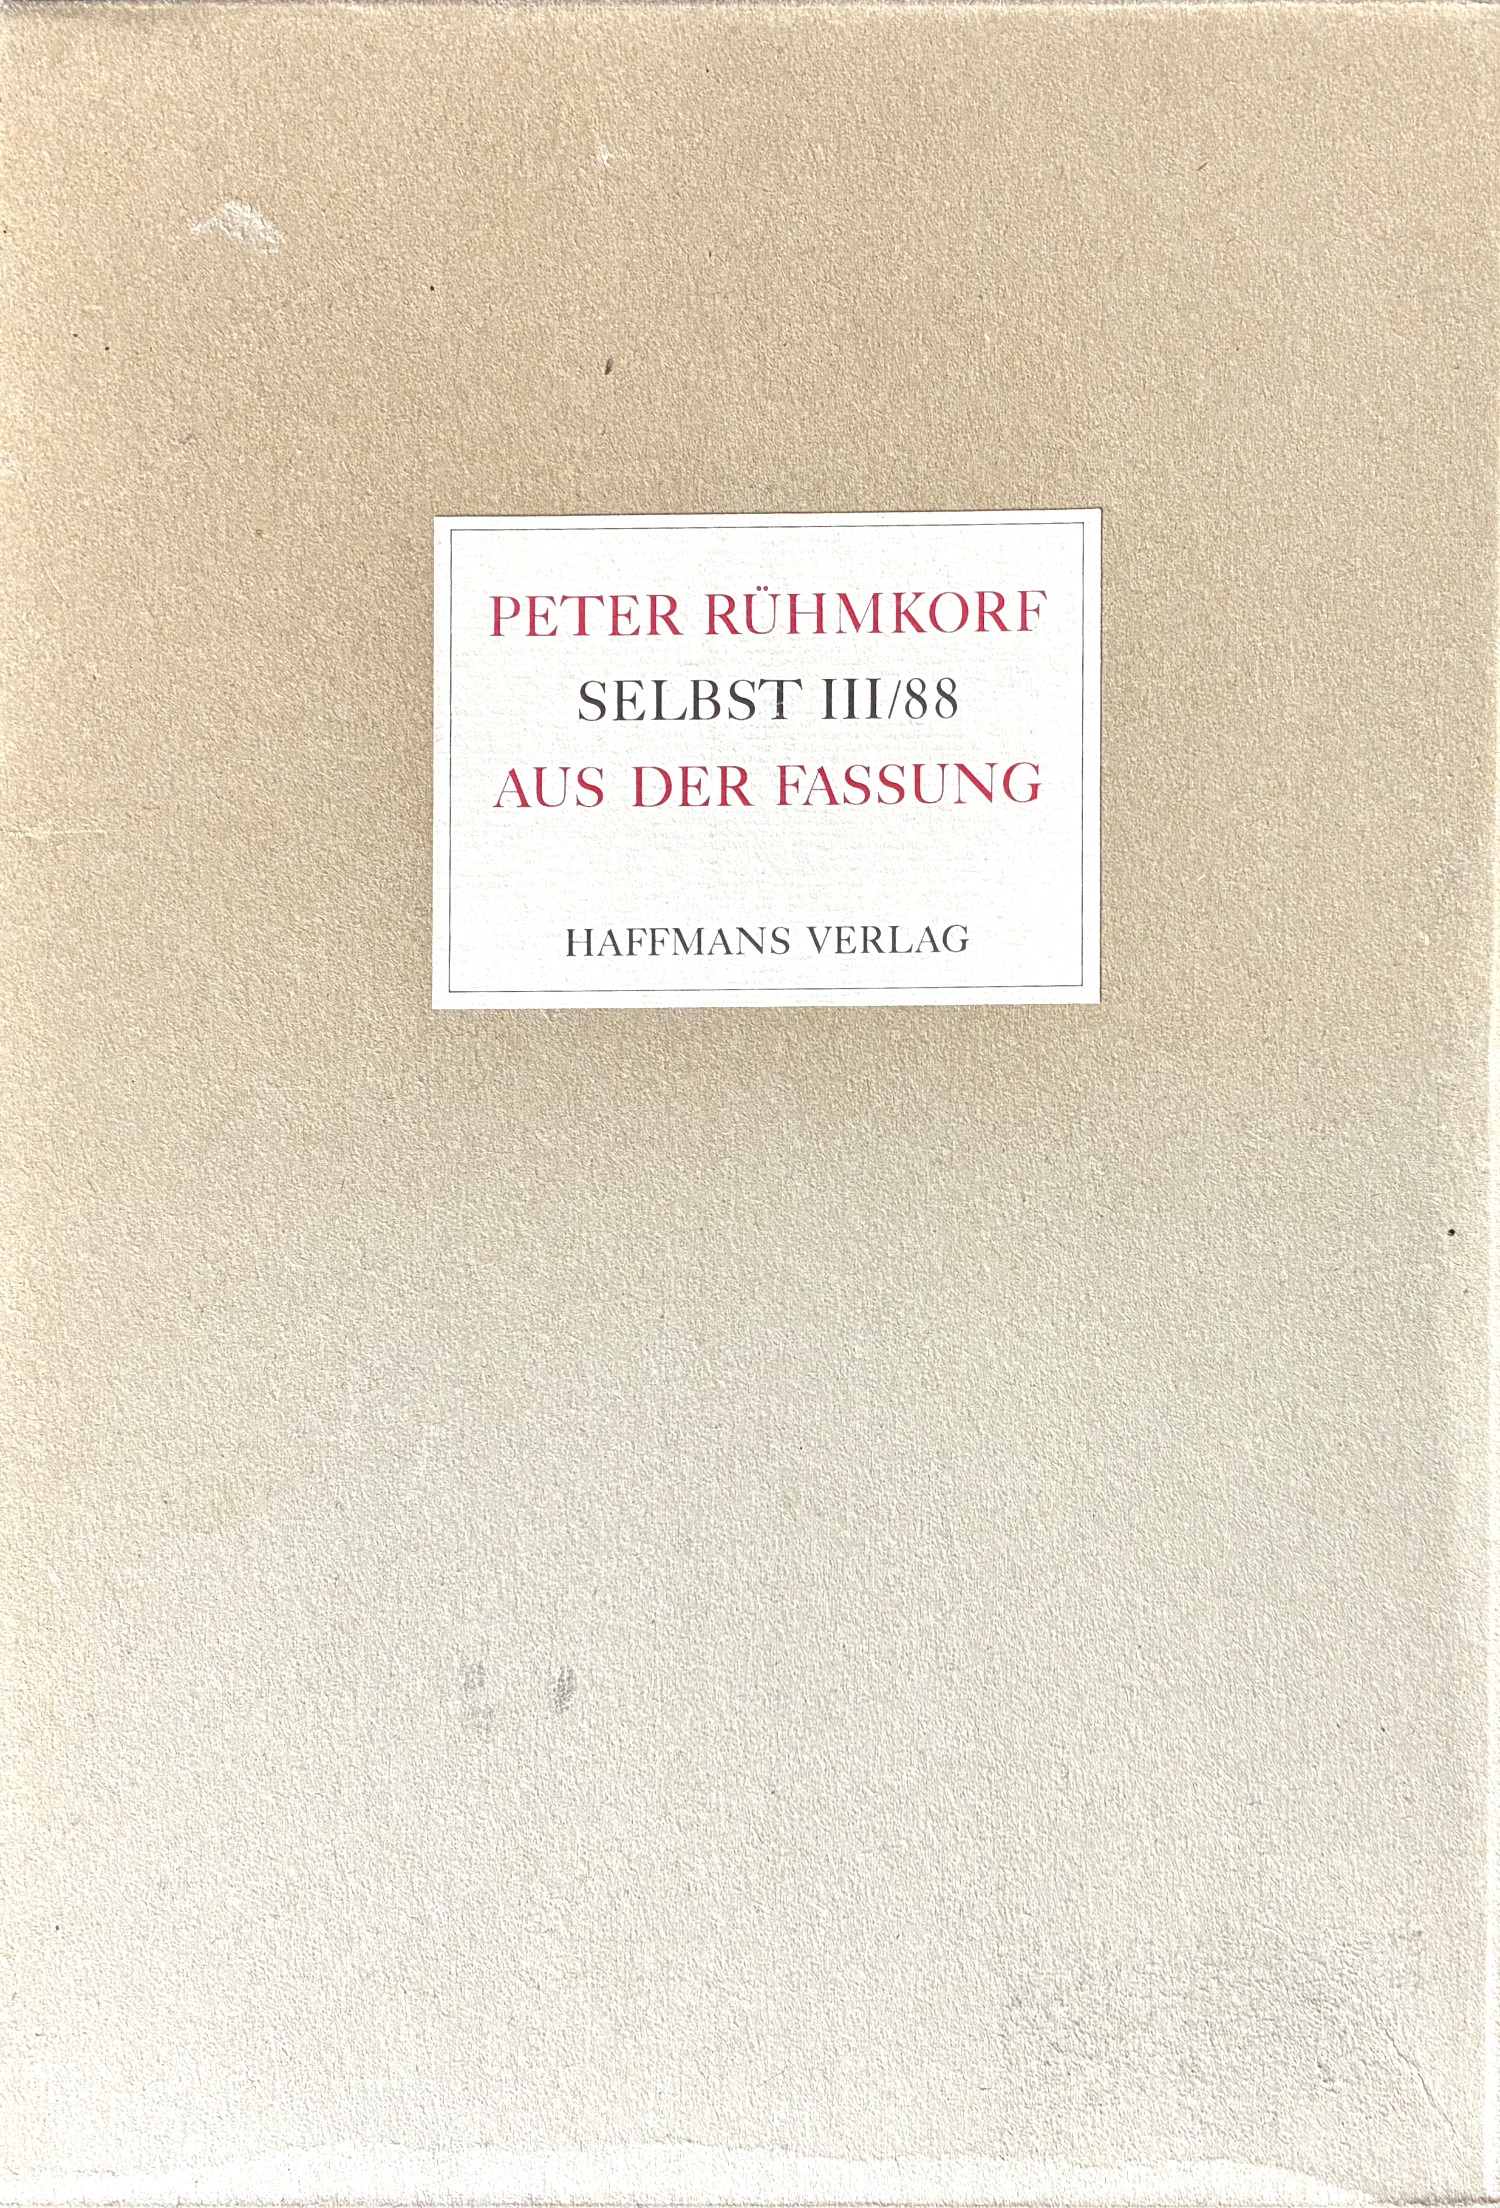 PETER RÜHMKORF
SELBST III/88
AUS DER FASSUNG
HAFFMANS VERLAG